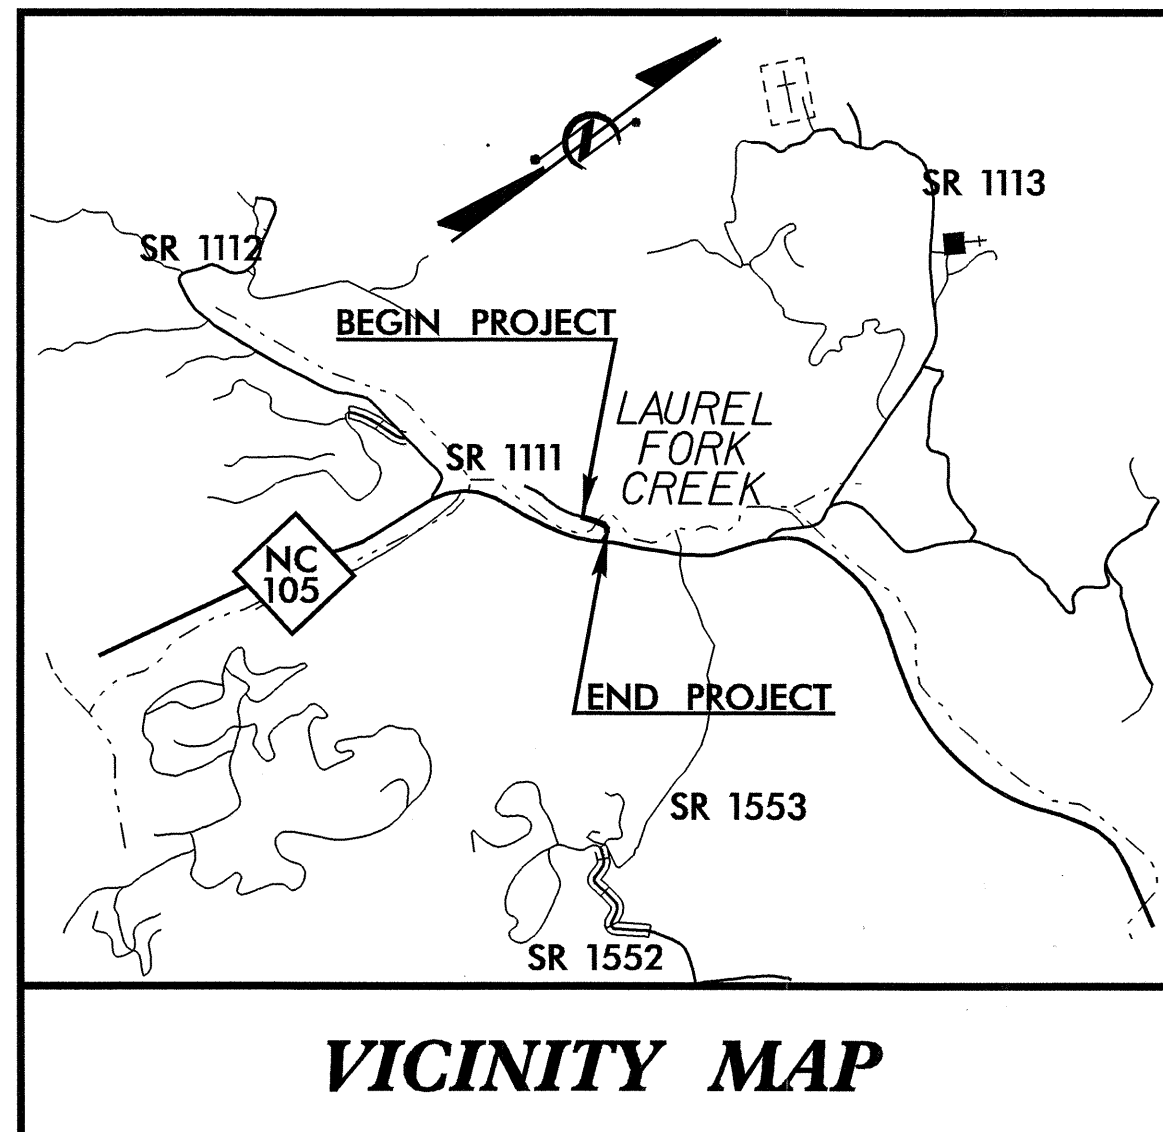 SR 1113
SR 1112
BEGIN PROJECT
LAUREL
FORK
CREEK
SR 1111
NC
105
END PROJECT
SR 1553
SR 1552
VICINITY MAP